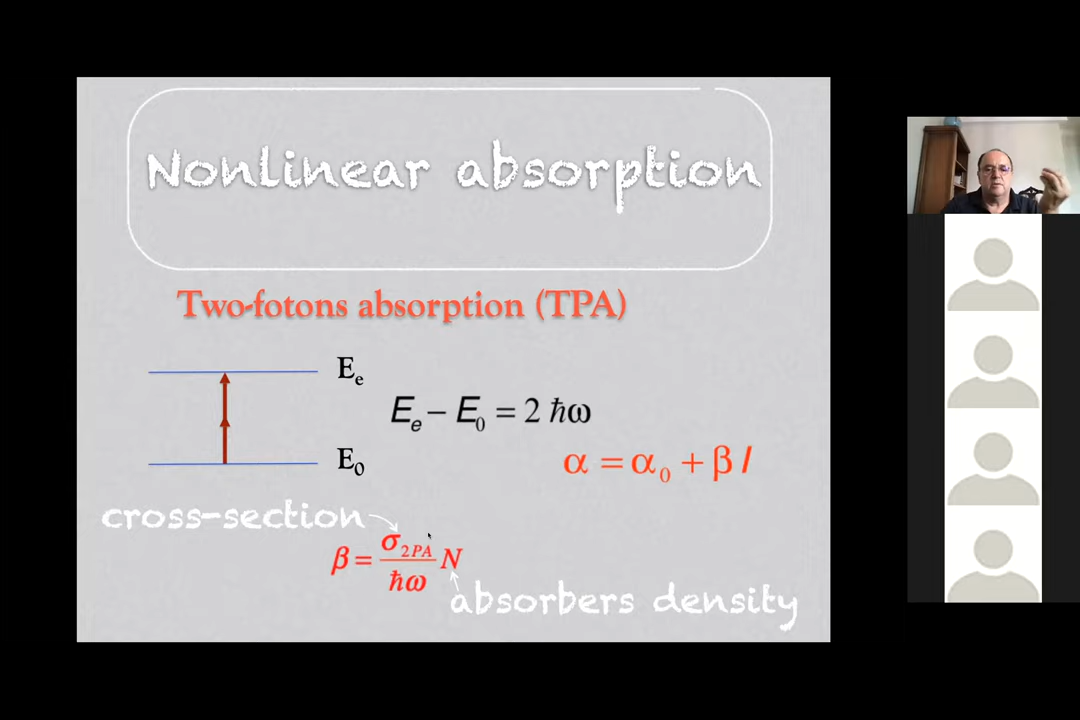 Nonlinear absorption
Two-fotons absorption (TPA)
Eₑ
Eₑ – E₀ = 2 ħω
E₀
α = α₀ + β I
cross-section
β = σ₂PA/ħω N
absorbers density